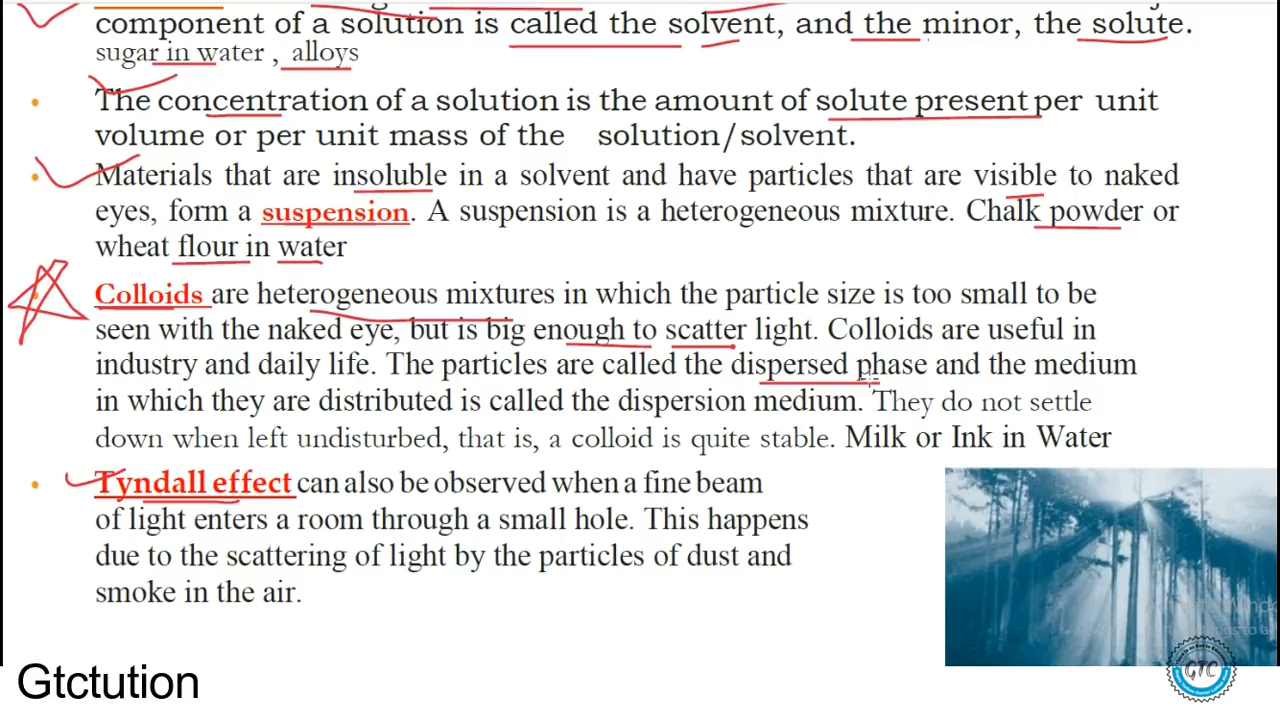 component of a solution is called the solvent, and the minor, the solute.
sugar in water , alloys
• The concentration of a solution is the amount of solute present per unit
volume or per unit mass of the solution/solvent.
• Materials that are insoluble in a solvent and have particles that are visible to naked
eyes, form a suspension. A suspension is a heterogeneous mixture. Chalk powder or
wheat flour in water
• Colloids are heterogeneous mixtures in which the particle size is too small to be
seen with the naked eye, but is big enough to scatter light. Colloids are useful in
industry and daily life. The particles are called the dispersed phase and the medium
in which they are distributed is called the dispersion medium. They do not settle
down when left undisturbed, that is, a colloid is quite stable. Milk or Ink in Water
• Tyndall effect can also be observed when a fine beam
of light enters a room through a small hole. This happens
due to the scattering of light by the particles of dust and
smoke in the air.
GTC
Gtctution